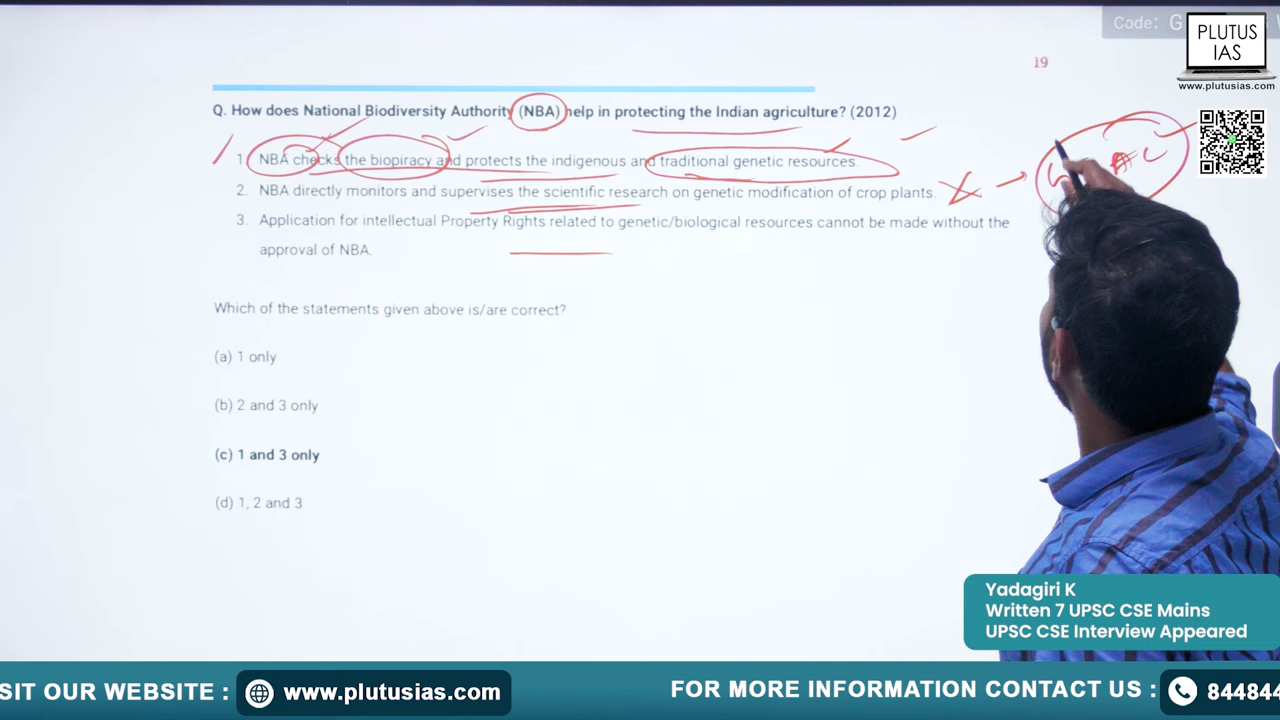 Code: G
PLUTUS
IAS
www.plutusias.com
19
Q. How does National Biodiversity Authority (NBA) help in protecting the Indian agriculture? (2012)
1. NBA checks the biopiracy and protects the indigenous and traditional genetic resources.
2. NBA directly monitors and supervises the scientific research on genetic modification of crop plants.
3. Application for intellectual Property Rights related to genetic/biological resources cannot be made without the
approval of NBA.
Which of the statements given above is/are correct?
(a) 1 only
(b) 2 and 3 only
(c) 1 and 3 only
(d) 1, 2 and 3
Yadagiri K
Written 7 UPSC CSE Mains
UPSC CSE Interview Appeared
SIT OUR WEBSITE : www.plutusias.com FOR MORE INFORMATION CONTACT US : 84484